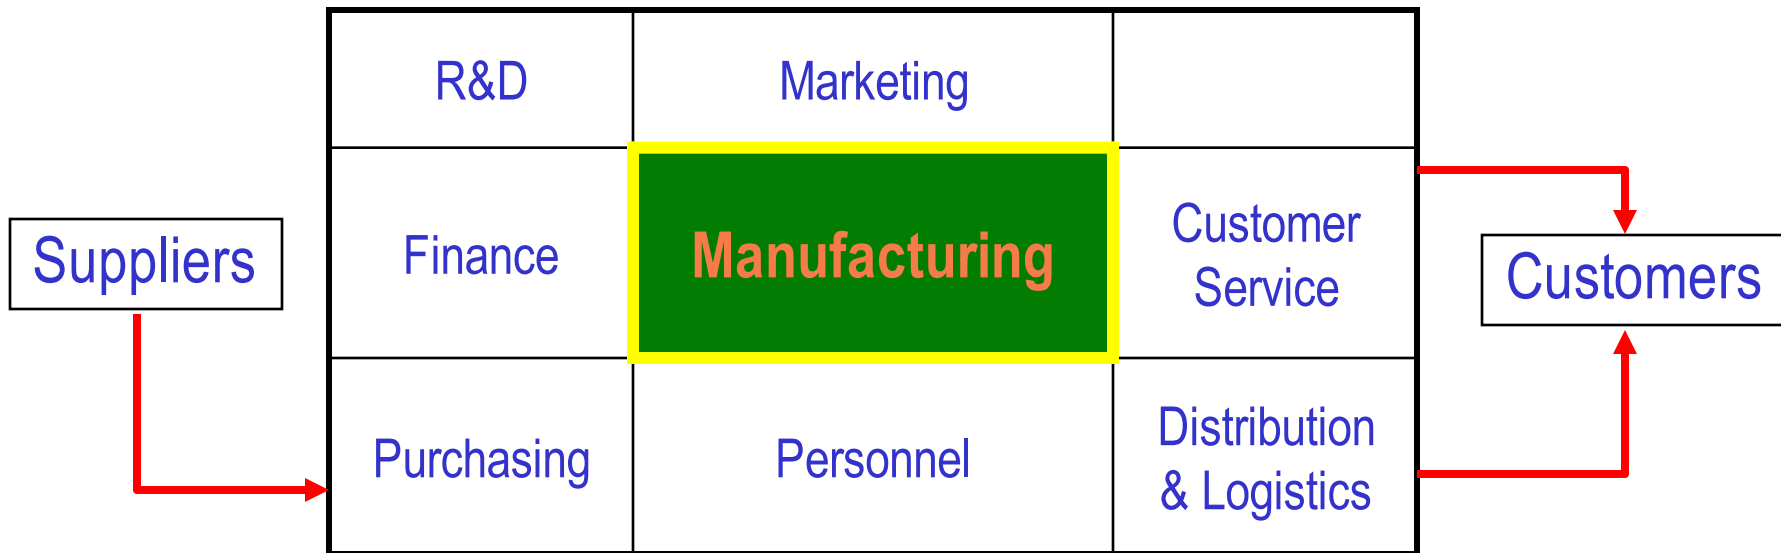 R&D
Marketing
Suppliers
Finance
Manufacturing
Customer
Service
Customers
Purchasing
Personnel
Distribution
& Logistics